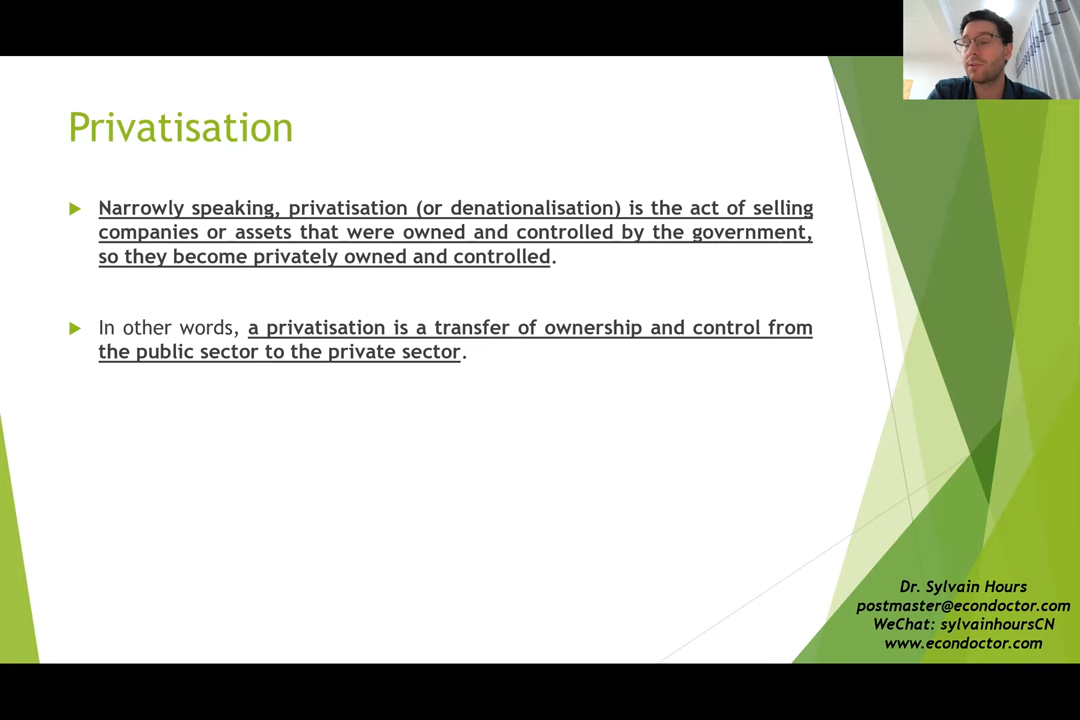 Privatisation
Narrowly speaking, privatisation (or denationalisation) is the act of selling
companies or assets that were owned and controlled by the government,
so they become privately owned and controlled.
In other words, a privatisation is a transfer of ownership and control from
the public sector to the private sector.
Dr. Sylvain Hours
postmaster@econdoctor.com
WeChat: sylvainhoursCN
www.econdoctor.com